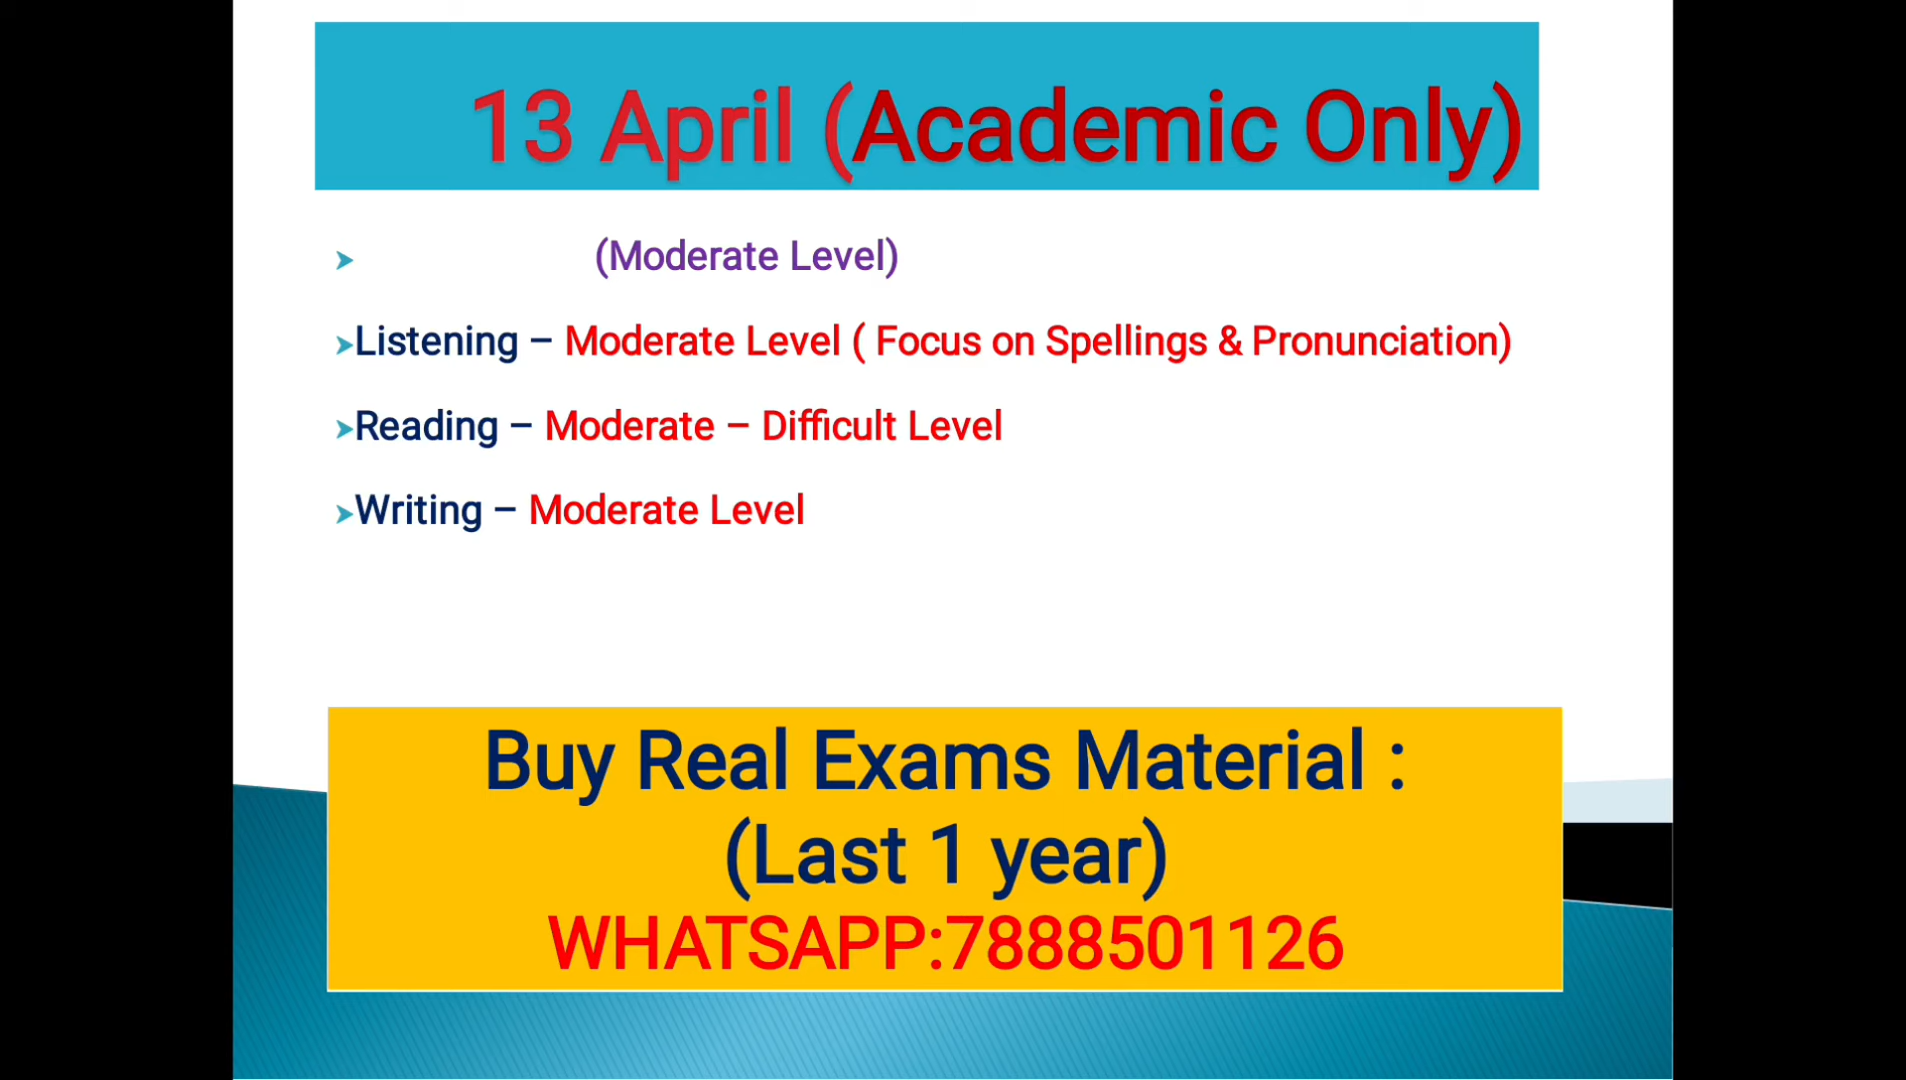 13 April (Academic Only)
(Moderate Level)
Listening – Moderate Level ( Focus on Spellings & Pronunciation)
Reading – Moderate – Difficult Level
Writing – Moderate Level
Buy Real Exams Material :
(Last 1 year)
WHATSAPP:7888501126